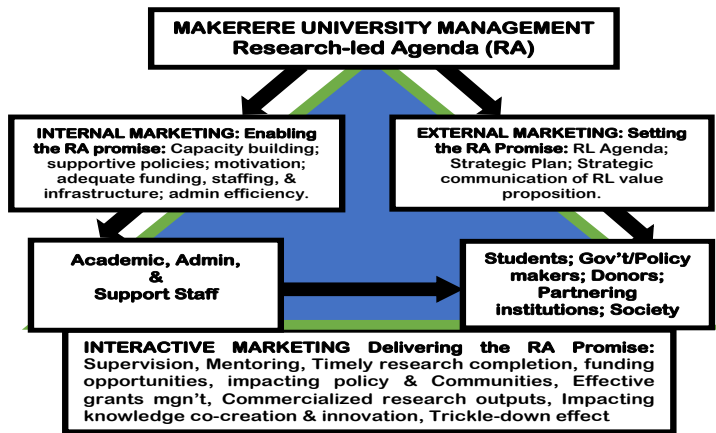 MAKERERE UNIVERSITY MANAGEMENT
Research-led Agenda (RA)
INTERNAL MARKETING: Enabling
the RA promise: Capacity building;
supportive policies; motivation;
adequate funding, staffing, &
infrastructure; admin efficiency.
EXTERNAL MARKETING: Setting
the RA Promise: RL Agenda;
Strategic Plan; Strategic
communication of RL value
proposition.
Academic, Admin,
&
Support Staff
Students; Gov't/Policy
makers; Donors;
Partnering
institutions; Society
INTERACTIVE MARKETING Delivering the RA Promise:
Supervision, Mentoring, Timely research completion, funding
opportunities, impacting policy & Communities, Effective
grants mgn't, Commercialized research outputs, Impacting
knowledge co-creation & innovation, Trickle-down effect